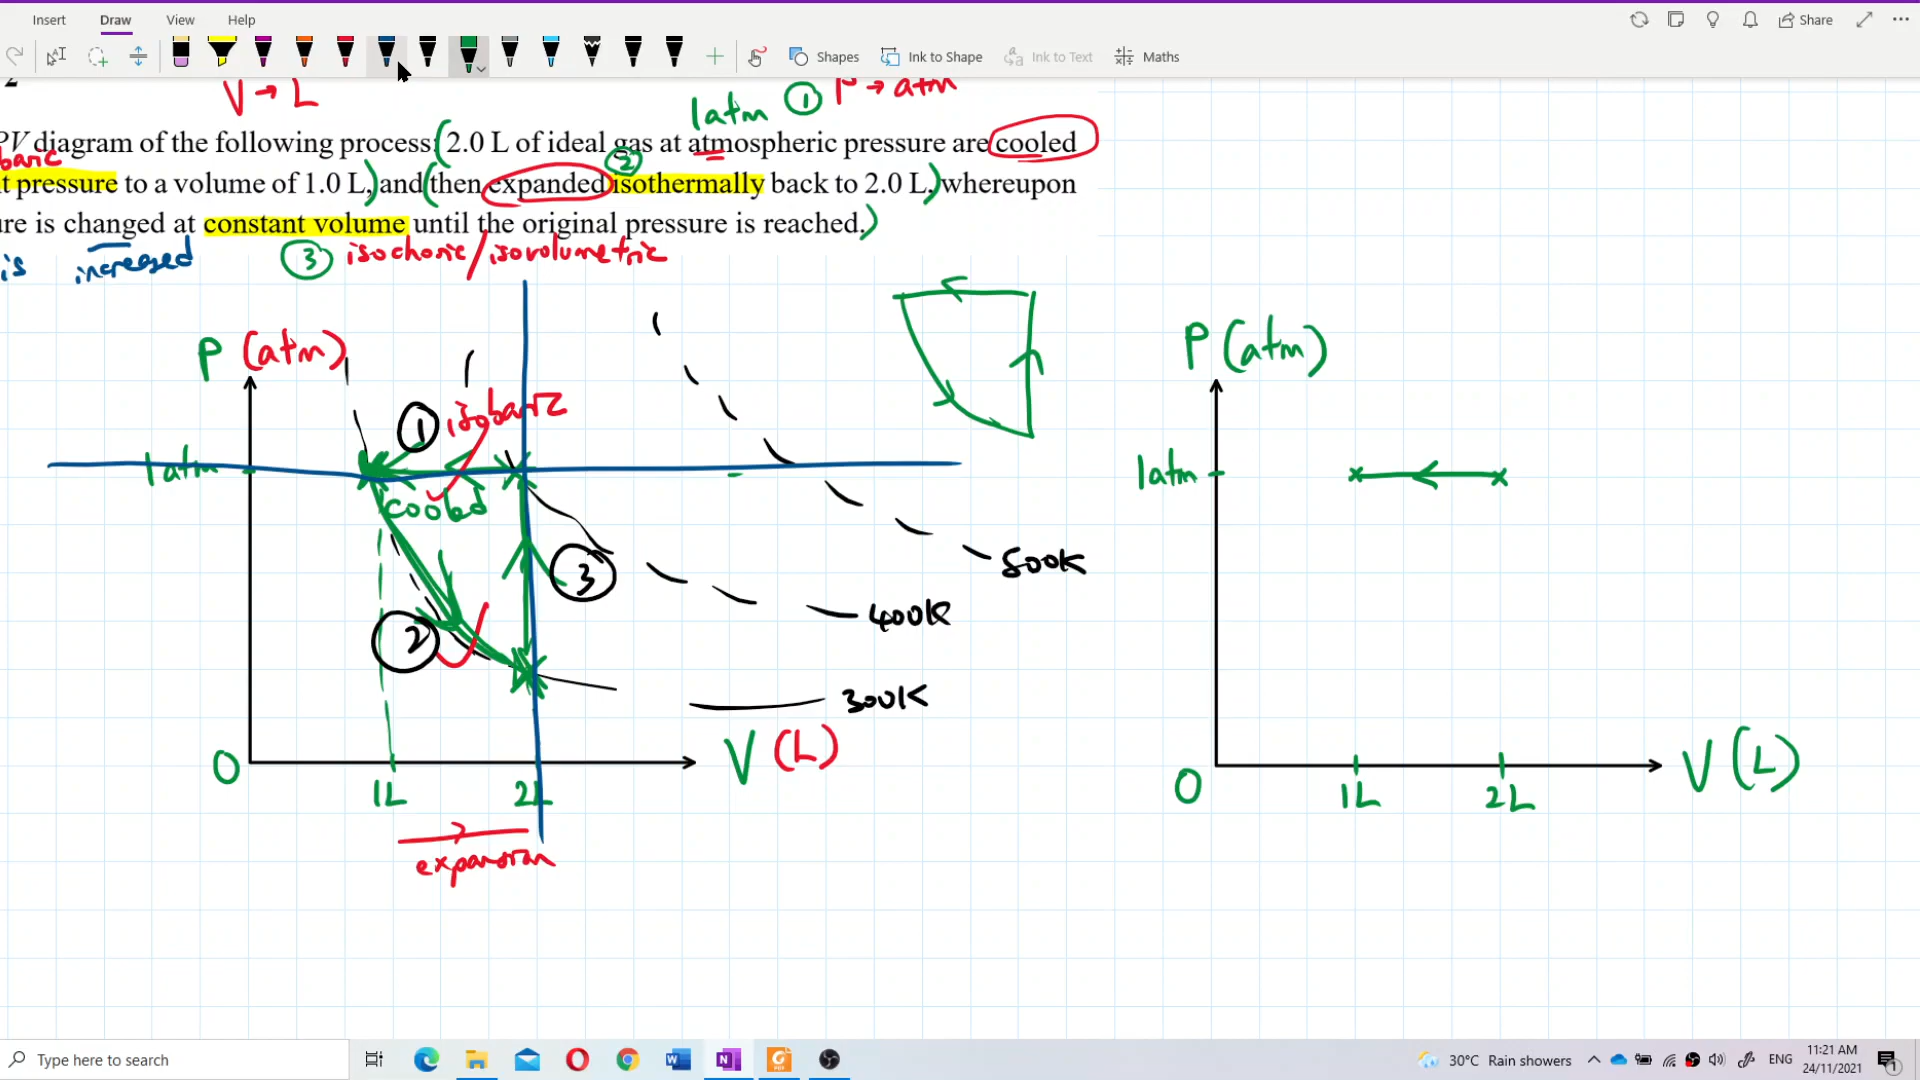 Insert Draw View Help
Share
Shapes Ink to Shape Ink to Text Maths
2
V → L
1atm ① P → atm
PV diagram of the following process: (2.0 L of ideal gas at atmospheric pressure are cooled
baric ②
t pressure to a volume of 1.0 L,) and (then expanded isothermally back to 2.0 L,) whereupon
ure is changed at constant volume until the original pressure is reached.)
is increased ③ isochoric/isovolumetric
P (atm)
① isobaric
1atm
cooled
③
②
500K
400K
300K
0
1L 2L
V (L)
expansion
P (atm)
1atm
0
1L 2L
V (L)
Type here to search
30°C Rain showers
ENG
11:21 AM
24/11/2021
1